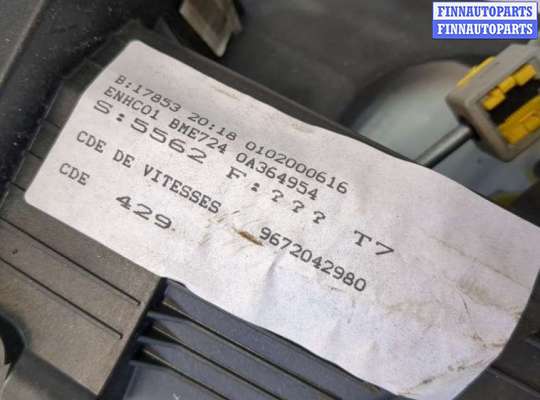 FINNAUTOPARTS
FINNAUTOPARTS
B:17853 20:18 0102000616
ENHC01 BME724 0A364954
S:5562 F:??? T7
CDE DE VITESSES 9672042980
CDE 429